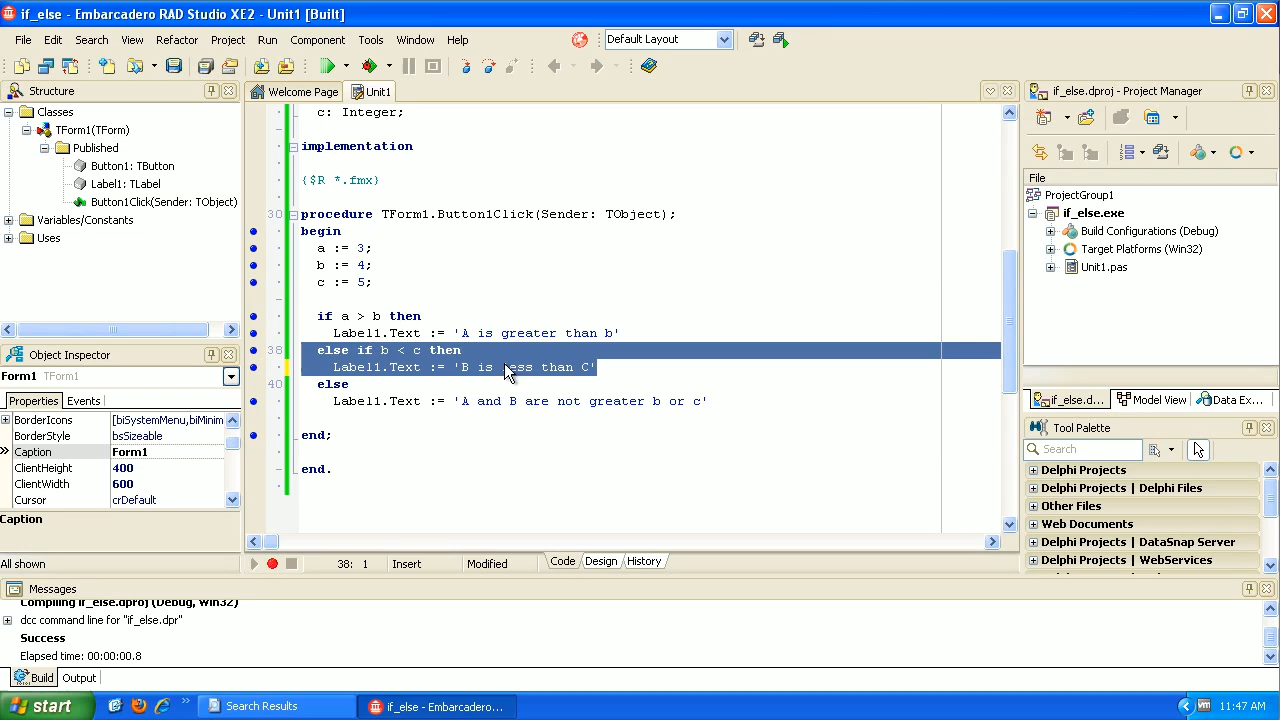 if_else - Embarcadero RAD Studio XE2 - Unit1 [Built]
File Edit Search View Refactor Project Run Component Tools Window Help
Default Layout
Structure
Classes
TForm1(TForm)
Published
Button1: TButton
Label1: TLabel
Button1Click(Sender: TObject)
Variables/Constants
Uses
Object Inspector
Form1 TForm1
Properties Events
BorderIcons [biSystemMenu,biMinim
BorderStyle bsSizeable
Caption Form1
ClientHeight 400
ClientWidth 600
Cursor crDefault
Caption
All shown
Welcome Page Unit1
c: Integer;
implementation
{$R *.fmx}
30 procedure TForm1.Button1Click(Sender: TObject);
begin
a := 3;
b := 4;
c := 5;
if a > b then
Label1.Text := 'A is greater than b'
38 else if b < c then
Label1.Text := 'B is less than C'
40 else
Label1.Text := 'A and B are not greater b or c'
end;
end.
38: 1 Insert Modified Code Design History
if_else.dproj - Project Manager
File
ProjectGroup1
if_else.exe
Build Configurations (Debug)
Target Platforms (Win32)
Unit1.pas
if_else.d... Model View Data Ex...
Tool Palette
Search
Delphi Projects
Delphi Projects | Delphi Files
Other Files
Web Documents
Delphi Projects | DataSnap Server
Delphi Projects | WebServices
Messages
Compiling if_else.dproj (Debug, Win32)
dcc command line for "if_else.dpr"
Success
Elapsed time: 00:00:00.8
Build Output
start Search Results if_else - Embarcadero... 11:47 AM